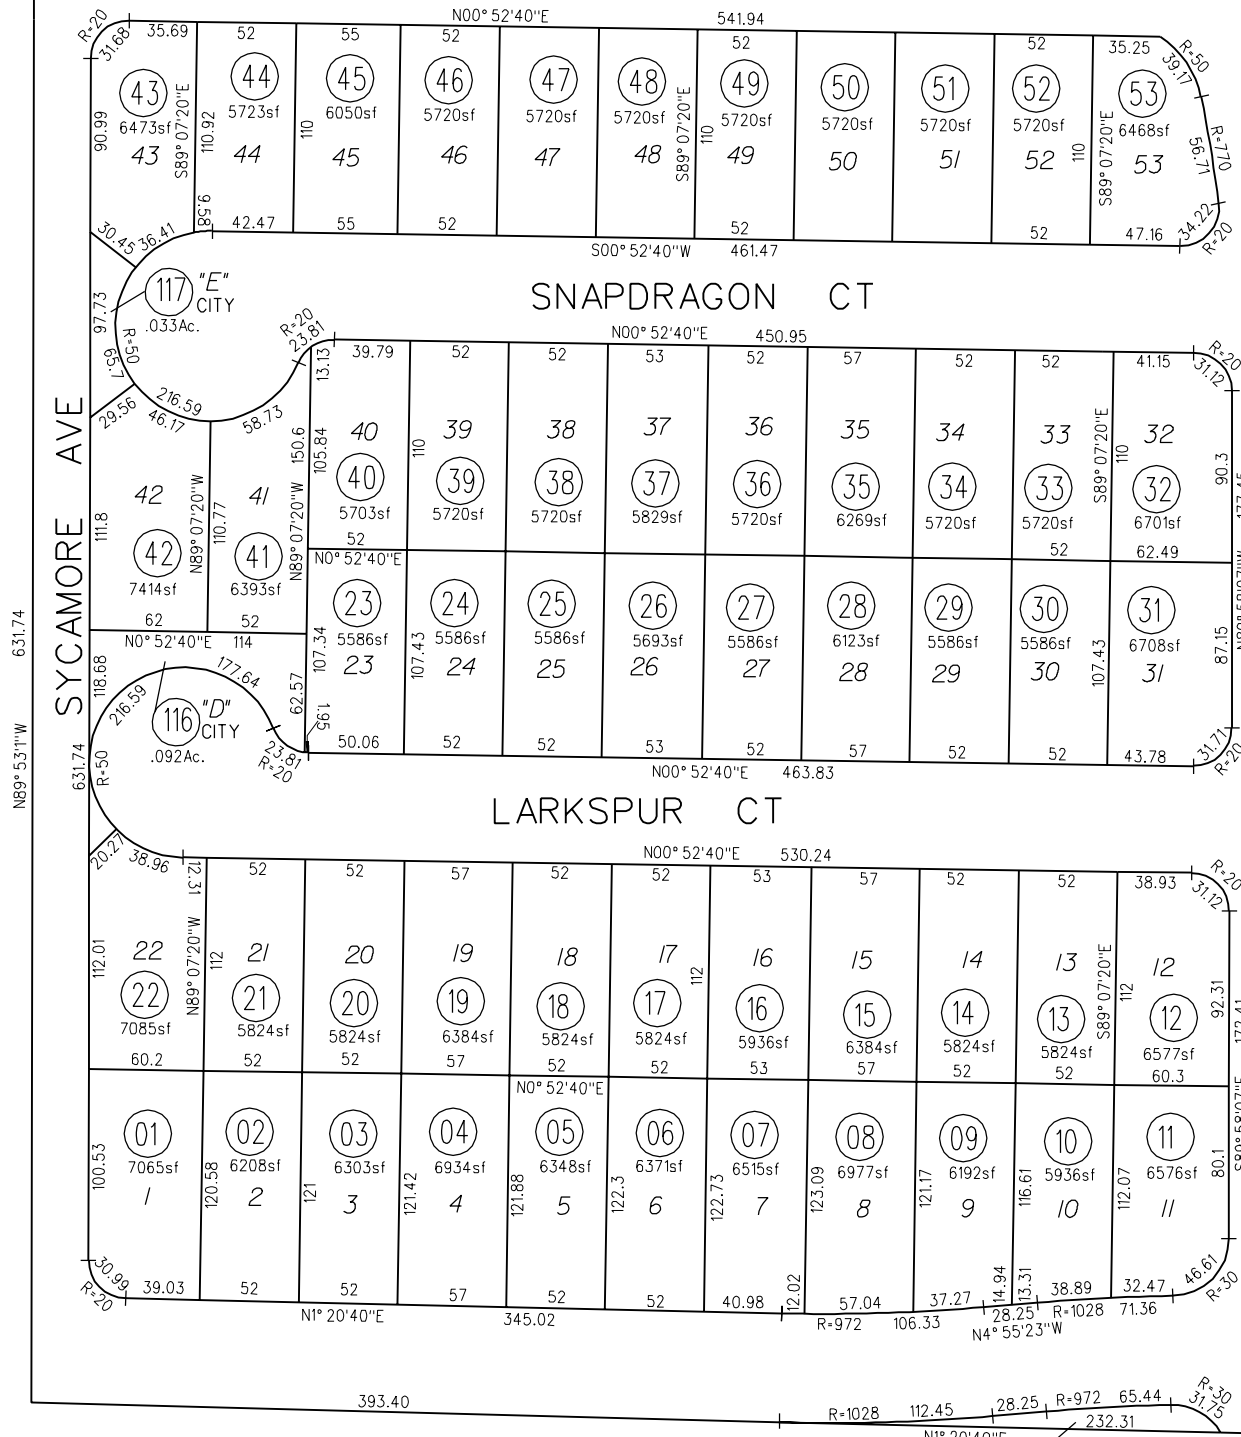 N00°52'40"E 541.94
R=20 31.68 35.69 52 55 52 52 52 35.25 39.17 R=50
43 44 45 46 47 48 49 50 51 52 53
6473sf 5723sf 6050sf 5720sf 5720sf 5720sf 5720sf 5720sf 5720sf 5720sf 6468sf
43 44 45 46 47 48 49 50 51 52 53
90.99 S89°07'20"E 110.92 110 S89°07'20"E 110 110 S89°07'20"E 56.71 R=770
9.58 42.47 55 52 52 52 47.16 34.22 R=20
30.45 36.41
S00°52'40"W 461.47
117 "E"
CITY
.033Ac.
97.73 R=50 65.7
SNAPDRAGON CT
R=20 23.81
N00°52'40"E 450.95
13.13 39.79 52 52 53 52 57 52 52 41.15 31.12 R=20
29.56 46.17 216.59 58.73
40 39 38 37 36 35 34 33 32
150.6 105.84 110 S89°07'20"E 110 90.3
40 39 38 37 36 35 34 33 32
5703sf 5720sf 5720sf 5829sf 5720sf 6269sf 5720sf 5720sf 6701sf
42 41
42 41
7414sf 6393sf
111.8 N89°07'20"W 110.77 N89°07'20"W
62 52
52 52 62.49
N0°52'40"E
23 24 25 26 27 28 29 30 31
5586sf 5586sf 5586sf 5693sf 5586sf 6123sf 5586sf 5586sf 6708sf
23 24 25 26 27 28 29 30 31
107.34 107.43 107.43 87.15
SYCAMORE AVE
N89°53'1"W 631.74
631.74
N0°52'40"E 114
118.68 216.59 177.64 62.57 1.95
116 "D"
CITY
.092Ac.
R=50 23.81 R=20
50.06 52 52 53 52 57 52 52 43.78 31.71 R=20
N00°52'40"E 463.83
LARKSPUR CT
20.27 38.96
N00°52'40"E 530.24
12.31 52 52 57 52 52 53 57 52 52 38.93 31.12 R=20
22 21 20 19 18 17 16 15 14 13 12
112.01 N89°07'20"W 112 112 S89°07'20"E 112 92.31
22 21 20 19 18 17 16 15 14 13 12
7085sf 5824sf 5824sf 6384sf 5824sf 5824sf 5936sf 6384sf 5824sf 5824sf 6577sf
60.2 52 52 57 52 52 53 57 52 52 60.3
N0°52'40"E
01 02 03 04 05 06 07 08 09 10 11
7065sf 6208sf 6303sf 6934sf 6348sf 6371sf 6515sf 6977sf 6192sf 5936sf 6576sf
1 2 3 4 5 6 7 8 9 10 11
100.53 120.58 121 121.42 121.88 122.3 122.73 123.09 121.17 116.61 112.07 80.1
30.99 R=20 39.03 52 52 57 52 52 40.98 12.02 57.04 37.27 14.94 13.31 38.89 32.47 46.61 R=30
N1°20'40"E 345.02 R=972 106.33 28.25 R=1028 71.36
N4°55'23"W
393.40
R=1028 112.45 28.25 R=972 65.44 R=30 31.75
232.31